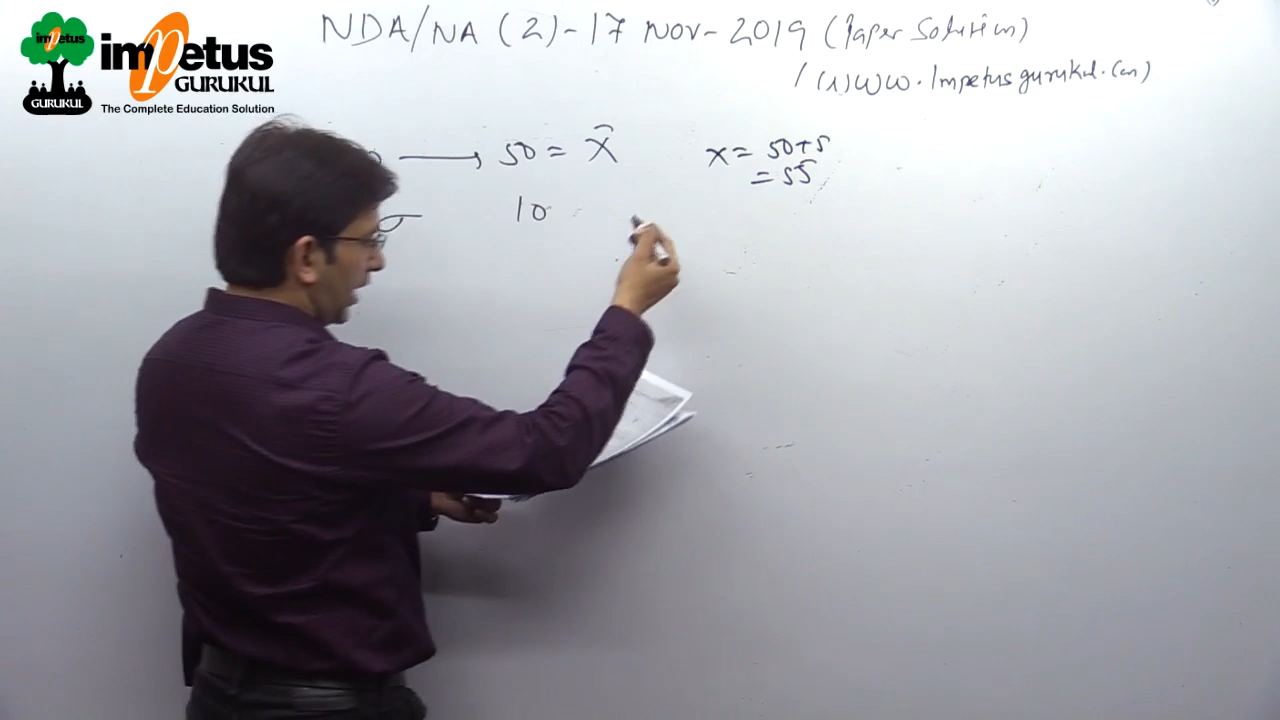 impetus
GURUKUL
impetus
GURUKUL
The Complete Education Solution
NDA/NA (2)-17 Nov-2019 (Paper Solution)
/ (1)WWW.Impetusgurukul.Com)
50 = X̄
x = 50+5
= 55
σ 10